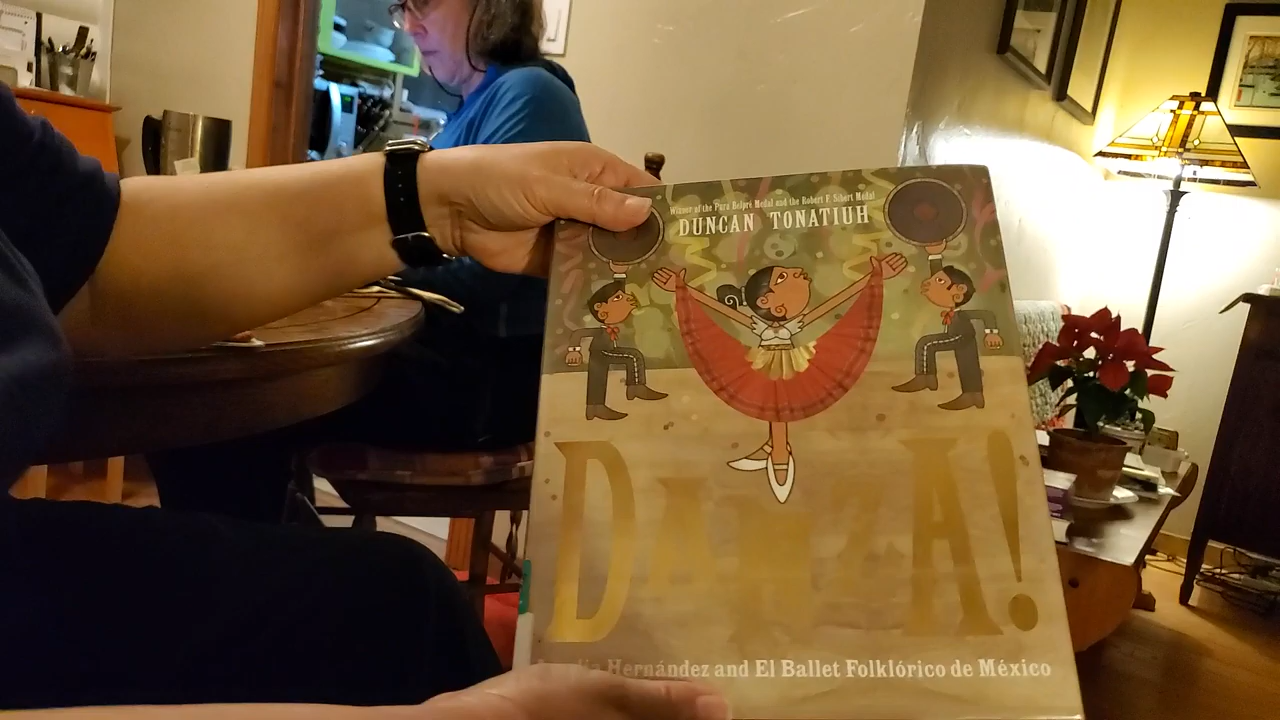 Winner of the Pura Belpré Medal and the Robert F. Sibert Medal
DUNCAN TONATIUH
DANZA!
Hernández and El Ballet Folklórico de México